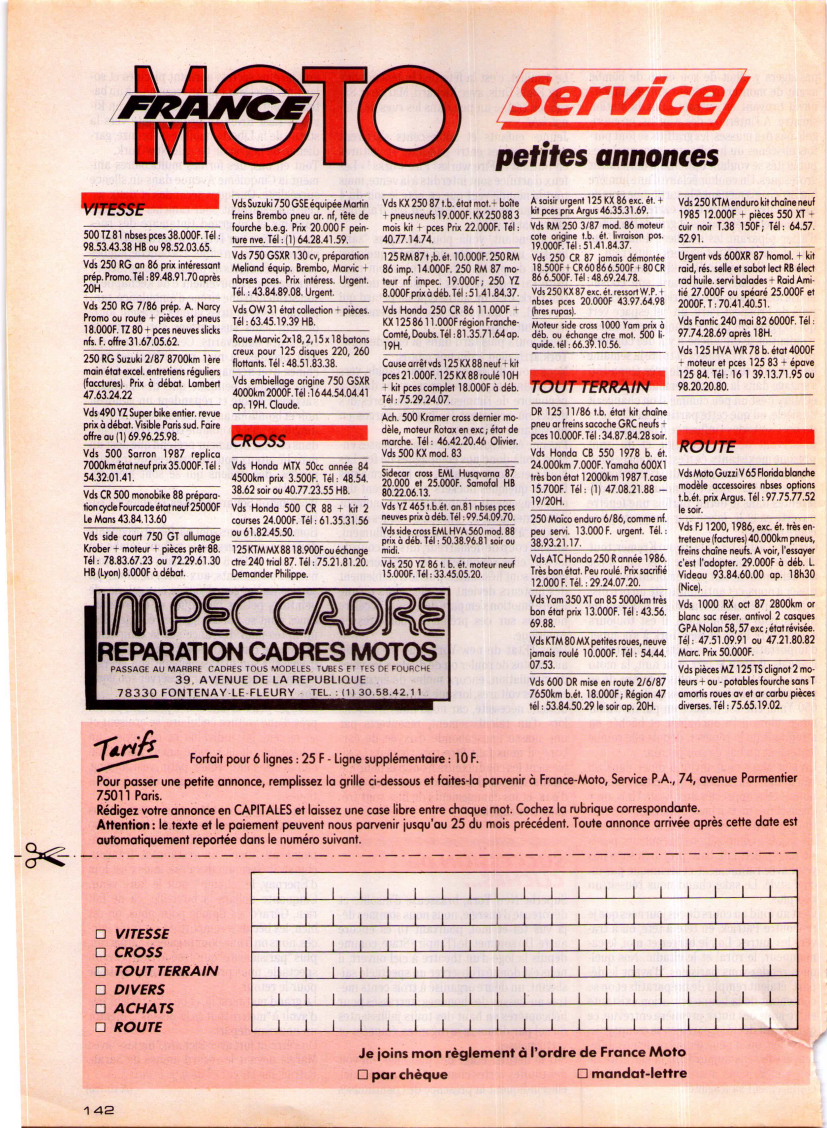 MOTO
FRANCE
Service
petites annonces
VITESSE
500 TZ 81 nbses pces 38.000F. Tél :
98.53.43.38 HB ou 98.52.03.65.
Vds 250 RG an 86 prix intéressant
prép. Promo. Tél : 89.48.91.70 après
20H.
Vds 250 RG 7/86 prép. A. Narcy
Promo ou route + pièces et pneus
18.000F. TZ 80 + pces neuves slicks
nfs. F. offre 31.67.05.62.
250 RG Suzuki 2/87 8700km 1ère
main état excel. entretiens réguliers
(factures). Prix à débat. Lambert
47.63.24.22
Vds 490 YZ Super bike entier. revue
prix à débat. Visible Paris sud. Faire
offre au (1) 69.96.25.98.
Vds 500 Sarron 1987 replica
7000km état neuf prix 35.000F. Tél :
54.32.01.41.
Vds CR 500 monobike 88 prépara-
tion cycle Fourcade état neuf 25000F
Le Mans 43.84.13.60
Vds side court 750 GT allumage
Krober + moteur + pièces prêt 88.
Tél : 78.83.67.23 ou 72.29.61.30
HB (Lyon) 8.000F à débat.
Vds Suzuki 750 GSE équipée Martin
freins Brembo pneu ar. nf, tête de
fourche b.e.g. Prix 20.000 F pein-
ture nve. Tél : (1) 64.28.41.59.
Vds 750 GSXR 130 cv, préparation
Meliand équip. Brembo, Marvic +
nbrses pces. Prix intéress. Urgent.
Tél. : 43.84.89.08. Urgent.
Vds OW 31 état collection + pièces.
Tél : 63.45.19.39 HB.
Roue Marvic 2x18, 2,15 x 18 batons
creux pour 125 disques 220, 260
flottants. Tél : 48.51.83.38.
Vds embiellage origine 750 GSXR
4000km 2000F. Tél : 16 44.54.04.41
ap. 19H. Claude.
CROSS
Vds Honda MTX 50cc année 84
4500km prix 3.500F. Tél : 48.54.
38.62 soir ou 40.77.23.55 HB.
Vds Honda 500 CR 88 + kit 2
courses 24.000F. Tél : 61.35.31.56
ou 61.82.45.50.
125 KTM MX 88 18.900F ou échange
ctre 240 trial 87. Tél : 75.21.81.20.
Demander Philippe.
Vds KX 250 87 t.b. état mot. + boîte
+ pneus neufs 19.000F. KX 250 88 3
mois kit + pces Prix 22.000F. Tél :
40.77.14.74.
125 RM 87 t;b. ét. 10.000F. 250 RM
86 imp. 14.000F. 250 RM 87 mo-
teur nf impec. 19.000F ; 250 YZ
8.000F prix à déb. Tél : 51.41.84.37.
Vds Honda 250 CR 86 11.000F +
KX 125 86 11.000F région Franche-
Comté, Doubs. Tél : 81.35.71.64 ap.
19H.
Cause arrêt vds 125 KX 88 neuf + kit
pces 21.000F. 125 KX 88 roulé 10H
+ kit pces complet 18.000F à déb.
Tél : 75.29.24.07.
Ach. 500 Kramer cross dernier mo-
dèle, moteur Rotax en exc ; état de
marche. Tél : 46.42.20.46 Olivier.
Vds 500 KX mod. 83
Sidecar cross EML Husqvarna 87
20.000 et 25.000F. Samofal HB
80.22.06.13.
Vds YZ 465 t.b.ét. an.81 nbses pces
neuves prix à déb. Tél : 99.54.09.70.
Vds side cross EML HVA 560 mod. 88
prix à déb. Tél : 50.38.96.81 soir ou
midi.
Vds 250 YZ 86 t. b. ét. moteur neuf
15.000F. Tél : 33.45.05.20.
A saisir urgent 125 KX 86 exc. ét. +
kit pces prix Argus 46.35.31.69.
Vds RM 250 3/87 mod. 86 moteur
cote origine t.b. ét. livraison pos.
19.000F. Tél : 51.41.84.37.
Vds 250 CR 87 jamais démontée
18.500F + CR 60 86 6.500F + 80 CR
86 6.500F. Tél : 48.69.24.78.
Vds 250 KX 87 exc. ét. ressort W.P. +
nbses pces 20.000F 43.97.64.98
(hres rupas).
Moteur side cross 1000 Yam prix à
déb. ou échange ctre mot. 500 li-
quide. tél : 66.39.10.56.
TOUT TERRAIN
DR 125 11/86 t.b. état kit chaîne
pneu ar freins sacoche GRC neufs +
pces 10.000F. Tél : 34.87.84.28 soir.
Vds Honda CB 550 1978 b. ét.
24.000km 7.000F. Yamaha 600X1
très bon état 12000km 1987 T.case
15.700F. Tél : (1) 47.08.21.88 —
19/20H.
250 Maïco enduro 6/86, comme nf.
peu servi. 13.000 F. urgent. Tél :
38.93.21.17.
Vds ATC Honda 250 R année 1986.
Très bon état. Peu roulé. Prix sacrifié
12.000 F. Tél. : 29.24.07.20.
Vds Yam 350 XT an 85 5000km très
bon état prix 13.000F. Tél : 43.56.
69.88.
Vds KTM 80 MX petites roues, neuve
jamais roulé 10.000F. Tél : 54.44.
07.53.
Vds 600 DR mise en route 2/6/87
7650km b.ét. 18.000F ; Région 47
tél : 53.84.50.29 le soir ap. 20H.
Vds 250 KTM enduro kit chaîne neuf
1985 12.000F + pièces 550 XT +
cuir noir T.38 150F ; Tél : 64.57.
52.91.
Urgent vds 600XR 87 homol. + kit
raid, rés. selle et sabot lect RB élect
rad huile. servi balades + Raid Ami-
tié 27.000F ou spéaré 25.000F et
2000F. T : 70.41.40.51.
Vds Fantic 240 mai 82 6000F. Tél :
97.74.28.69 après 18H.
Vds 125 HVA WR 78 b. état 4000F
+ moteur et pces 125 83 + épave
125 84. Tél : 16 1 39.13.71.95 ou
98.20.20.80.
ROUTE
Vds Moto Guzzi V 65 Florida blanche
modèle accessoires nbses options
t.b.ét. prix Argus. Tél : 97.75.77.52
le soir.
Vds FJ 1200, 1986, exc. ét. très en-
tretenue (factures) 40.000km pneus,
freins chaîne neufs. A voir, l'essayer
c'est l'adopter. 29.000F à déb. L.
Videau 93.84.60.00 ap. 18h30
(Nice).
Vds 1000 RX oct 87 2800km or
blanc sac réser. antivol 2 casques
GPA Nolan 58, 57 exc ; état révisée.
Tél : 47.51.09.91 ou 47.21.80.82
Marc. Prix 50.000F.
Vds pièces MZ 125 TS clignot 2 mo-
teurs + ou - potables fourche sans T
amortis roues av et ar carbu pièces
diverses. Tél : 75.65.19.02.
IMPEC CADRE
REPARATION CADRES MOTOS
PASSAGE AU MARBRE CADRES TOUS MODELES. TUBES ET TES DE FOURCHE
39, AVENUE DE LA REPUBLIQUE
78330 FONTENAY-LE-FLEURY - TEL. : (1) 30.58.42.11
Tarifs
Forfait pour 6 lignes : 25 F - Ligne supplémentaire : 10 F.
Pour passer une petite annonce, remplissez la grille ci-dessous et faites-la parvenir à France-Moto, Service P.A., 74, avenue Parmentier
75011 Paris.
Rédigez votre annonce en CAPITALES et laissez une case libre entre chaque mot. Cochez la rubrique correspondante.
Attention : le texte et le paiement peuvent nous parvenir jusqu'au 25 du mois précédent. Toute annonce arrivée après cette date est
automatiquement reportée dans le numéro suivant.
VITESSE
CROSS
TOUT TERRAIN
DIVERS
ACHATS
ROUTE
Je joins mon règlement à l'ordre de France Moto
par chèque
mandat-lettre
142